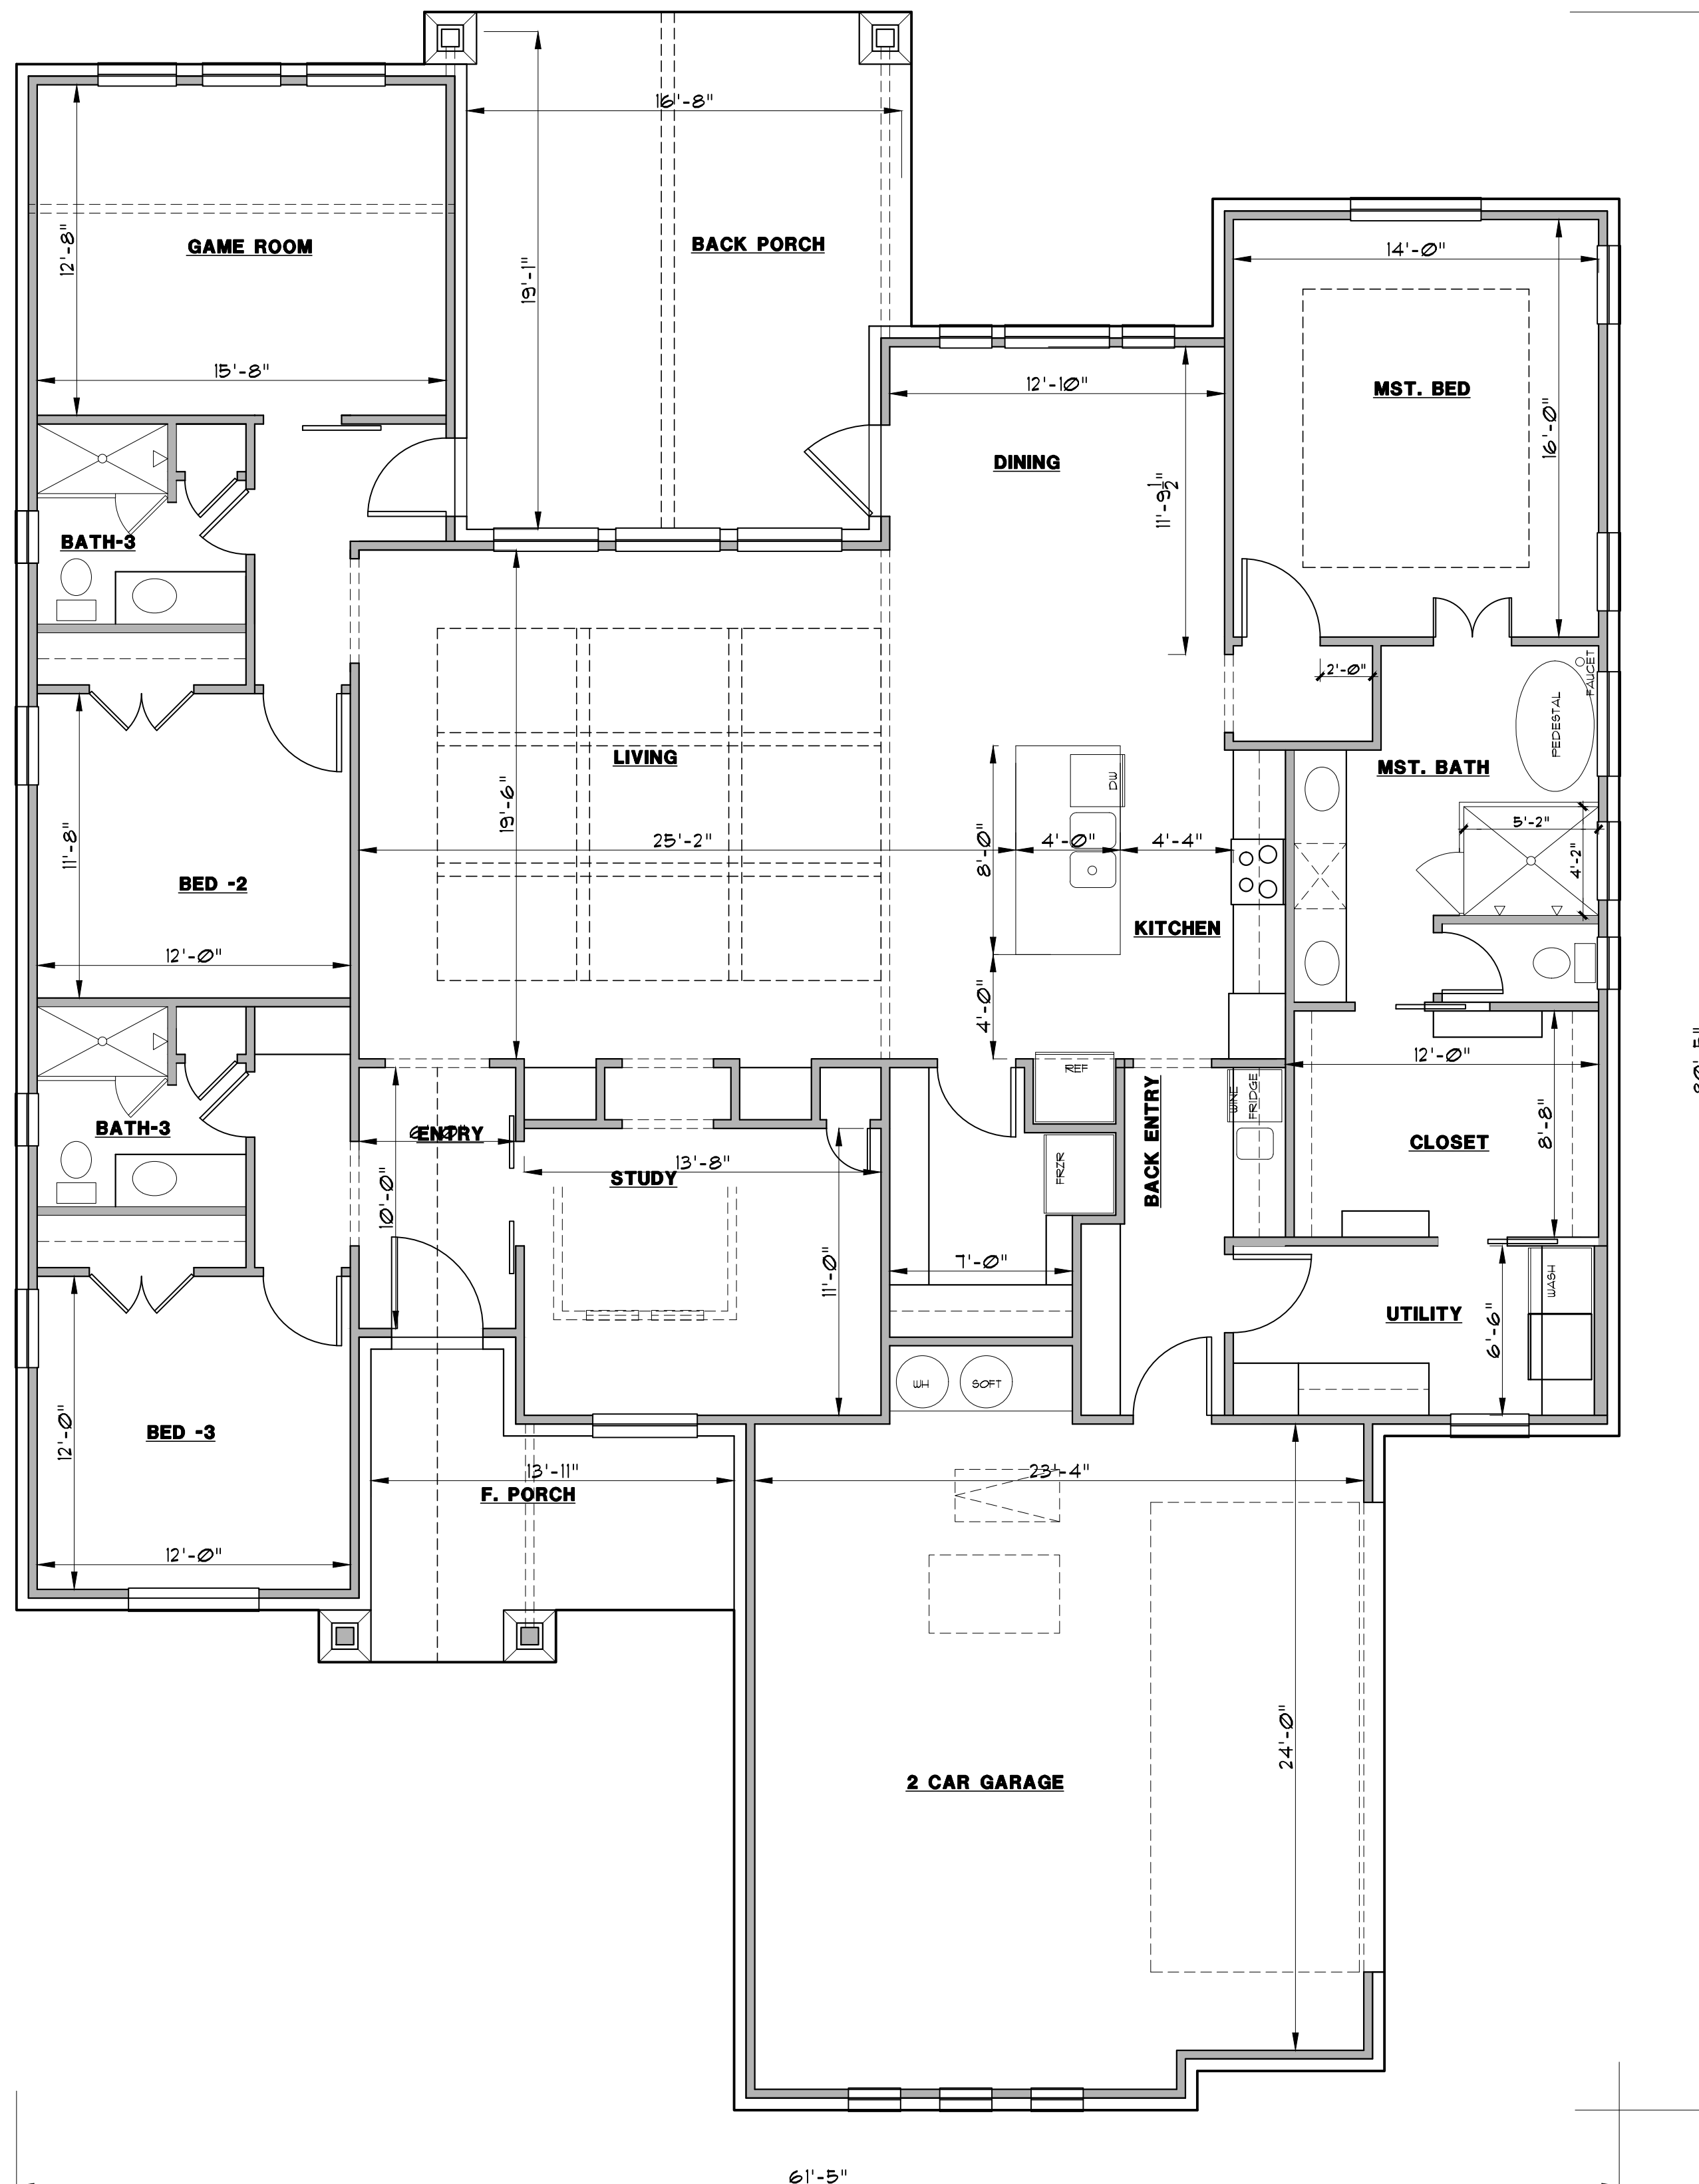 16'-8"
19'-1"
12'-8"
GAME ROOM
BACK PORCH
14'-0"
15'-8"
12'-10"
MST. BED
16'-0"
DINING
11'-9 1/2"
BATH-3
2'-0"
FAUCET
PEDESTAL
LIVING
MST. BATH
DW
19'-6"
25'-2"
8'-0"
4'-0"
4'-4"
5'-2"
4'-2"
11'-8"
BED -2
KITCHEN
12'-0"
4'-0"
REF
12'-0"
WINE
FRIDGE
BACK ENTRY
BATH-3
ENTRY
CLOSET
8'-8"
13'-8"
STUDY
FRZR
10'-0"
11'-0"
7'-0"
WASH
UTILITY
6'-6"
WH
SOFT
12'-0"
BED -3
13'-11"
F. PORCH
23'-4"
12'-0"
24'-0"
2 CAR GARAGE
61'-5"